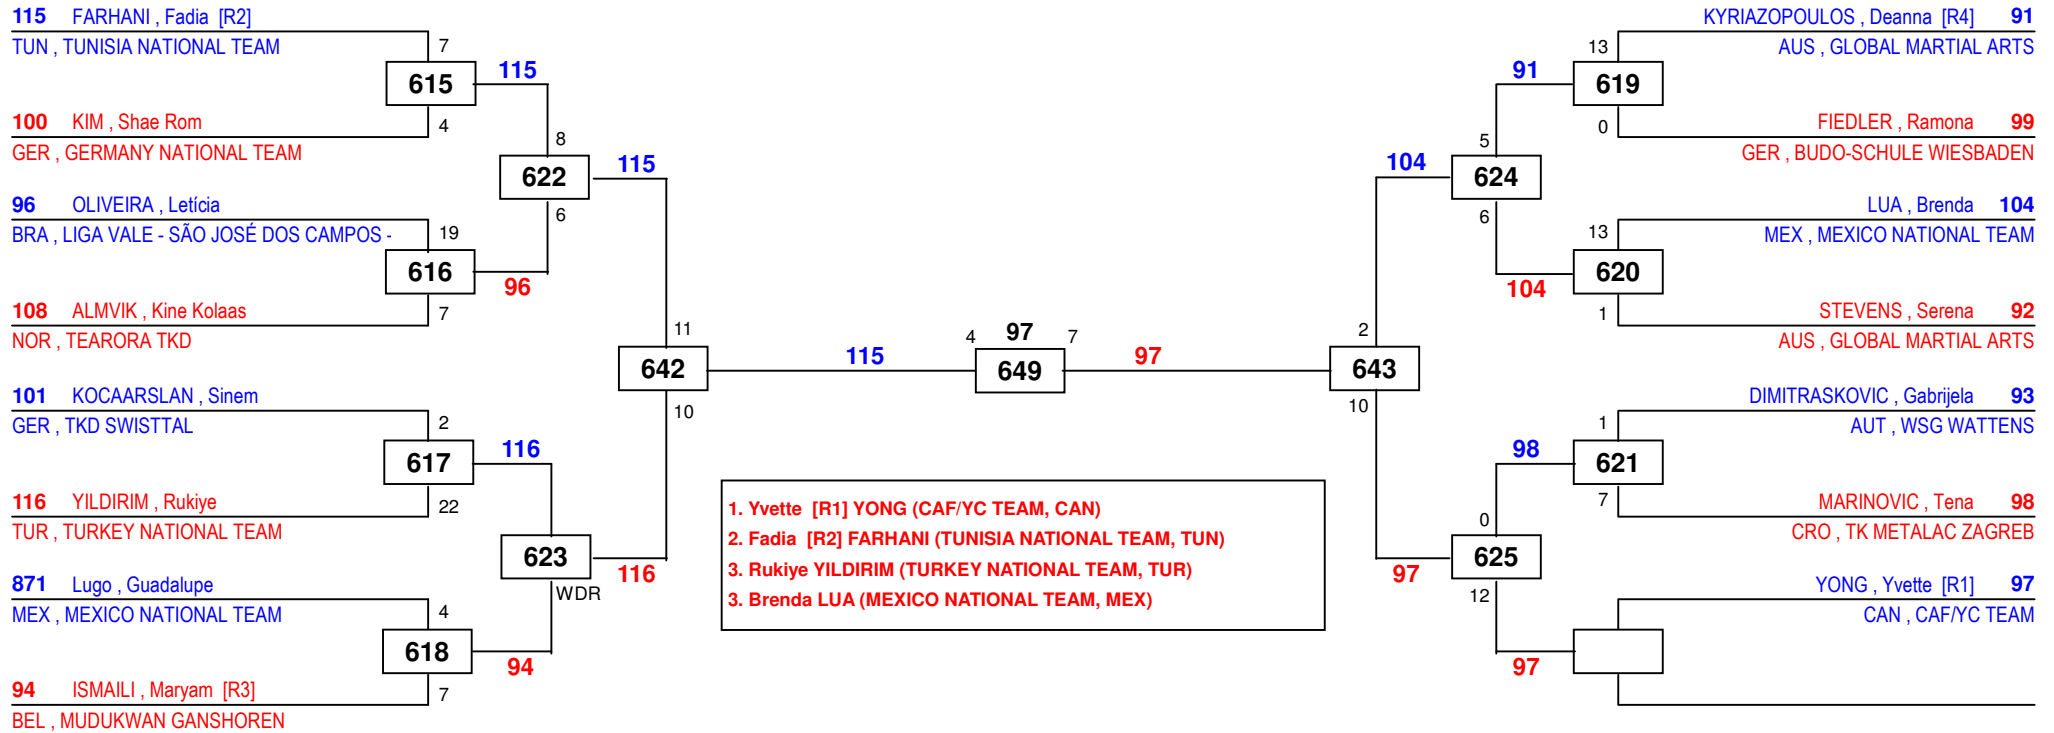 115 FARHANI , Fadia [R2]
TUN , TUNISIA NATIONAL TEAM
7
615
115
4
100 KIM , Shae Rom
GER , GERMANY NATIONAL TEAM
8
622
115
6
96 OLIVEIRA , Letícia
BRA , LIGA VALE - SÃO JOSÉ DOS CAMPOS -
19
616
96
7
108 ALMVIK , Kine Kolaas
NOR , TEARORA TKD
11
642
115
10
101 KOCAARSLAN , Sinem
GER , TKD SWISTTAL
2
617
116
22
116 YILDIRIM , Rukiye
TUR , TURKEY NATIONAL TEAM
623
116
WDR
871 Lugo , Guadalupe
MEX , MEXICO NATIONAL TEAM
4
618
94
7
94 ISMAILI , Maryam [R3]
BEL , MUDUKWAN GANSHOREN
4 97 7
649
97
1. Yvette [R1] YONG (CAF/YC TEAM, CAN)
2. Fadia [R2] FARHANI (TUNISIA NATIONAL TEAM, TUN)
3. Rukiye YILDIRIM (TURKEY NATIONAL TEAM, TUR)
3. Brenda LUA (MEXICO NATIONAL TEAM, MEX)
KYRIAZOPOULOS , Deanna [R4] 91
AUS , GLOBAL MARTIAL ARTS
13
91
619
0
FIEDLER , Ramona 99
GER , BUDO-SCHULE WIESBADEN
5
104
624
6
LUA , Brenda 104
MEX , MEXICO NATIONAL TEAM
13
620
104
1
STEVENS , Serena 92
AUS , GLOBAL MARTIAL ARTS
2
643
10
DIMITRASKOVIC , Gabrijela 93
AUT , WSG WATTENS
1
98
621
7
MARINOVIC , Tena 98
CRO , TK METALAC ZAGREB
0
625
97
12
YONG , Yvette [R1] 97
CAN , CAF/YC TEAM
97